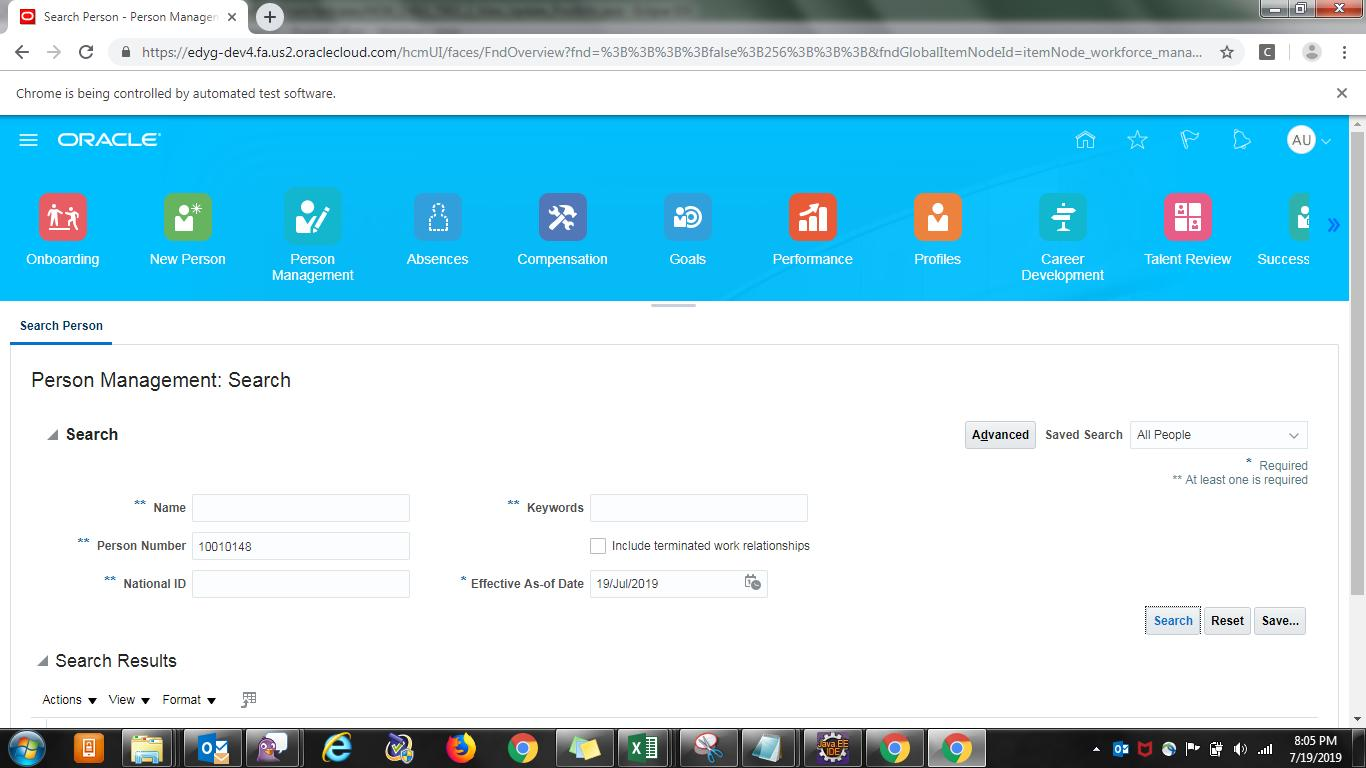 Search Person - Person Managen
https://edyg-dev4.fa.us2.oraclecloud.com/hcmUI/faces/FndOverview?fnd=%3B%3B%3B%3Bfalse%3B256%3B%3B%3B&fndGlobalItemNodeId=itemNode_workforce_mana...
C
Chrome is being controlled by automated test software.
ORACLE
AU
Onboarding
New Person
Person Management
Absences
Compensation
Goals
Performance
Profiles
Career Development
Talent Review
Success
Search Person
Person Management: Search
Search
Advanced
Saved Search All People
* Required
** At least one is required
** Name
** Keywords
** Person Number 10010148
Include terminated work relationships
** National ID
* Effective As-of Date 19/Jul/2019
Search Reset Save...
Search Results
Actions View Format
Java EE IDE
8:05 PM
7/19/2019